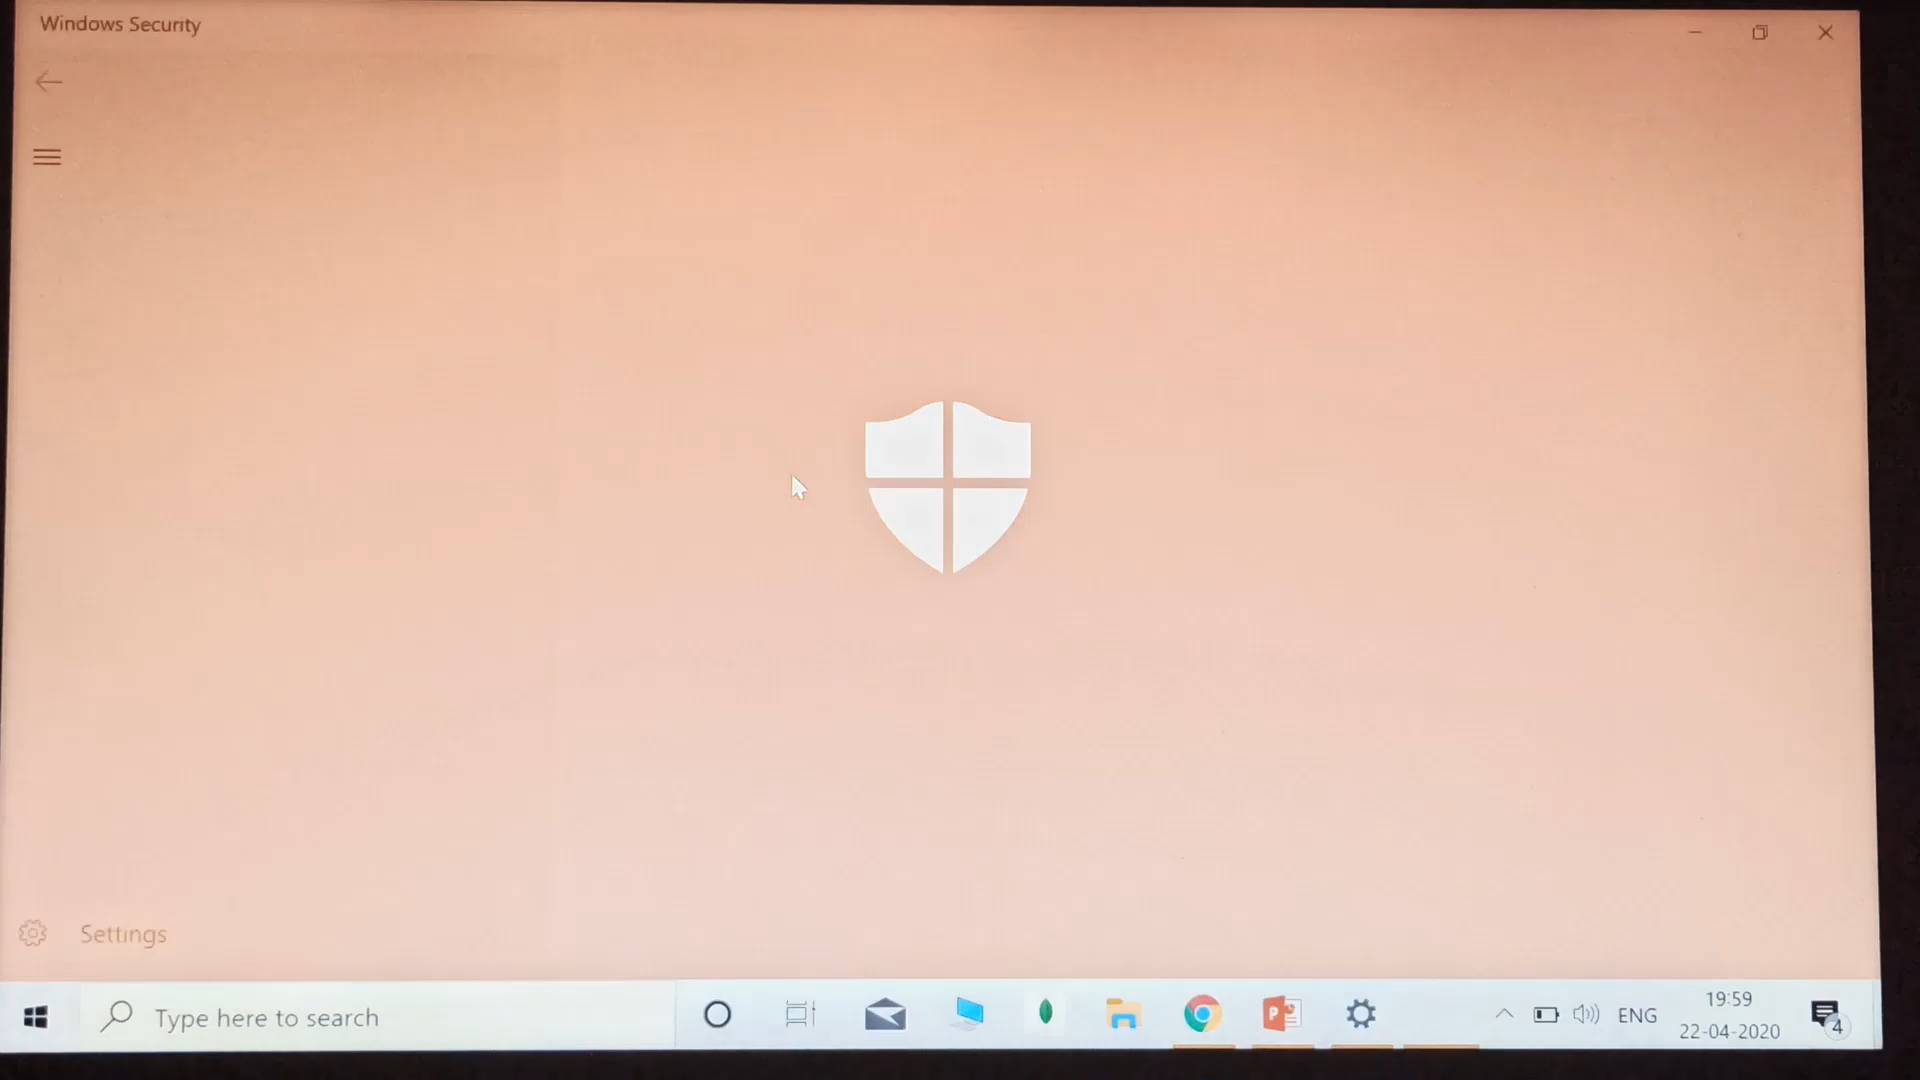 Windows Security
Settings
Type here to search
ENG
19:59
22-04-2020
4